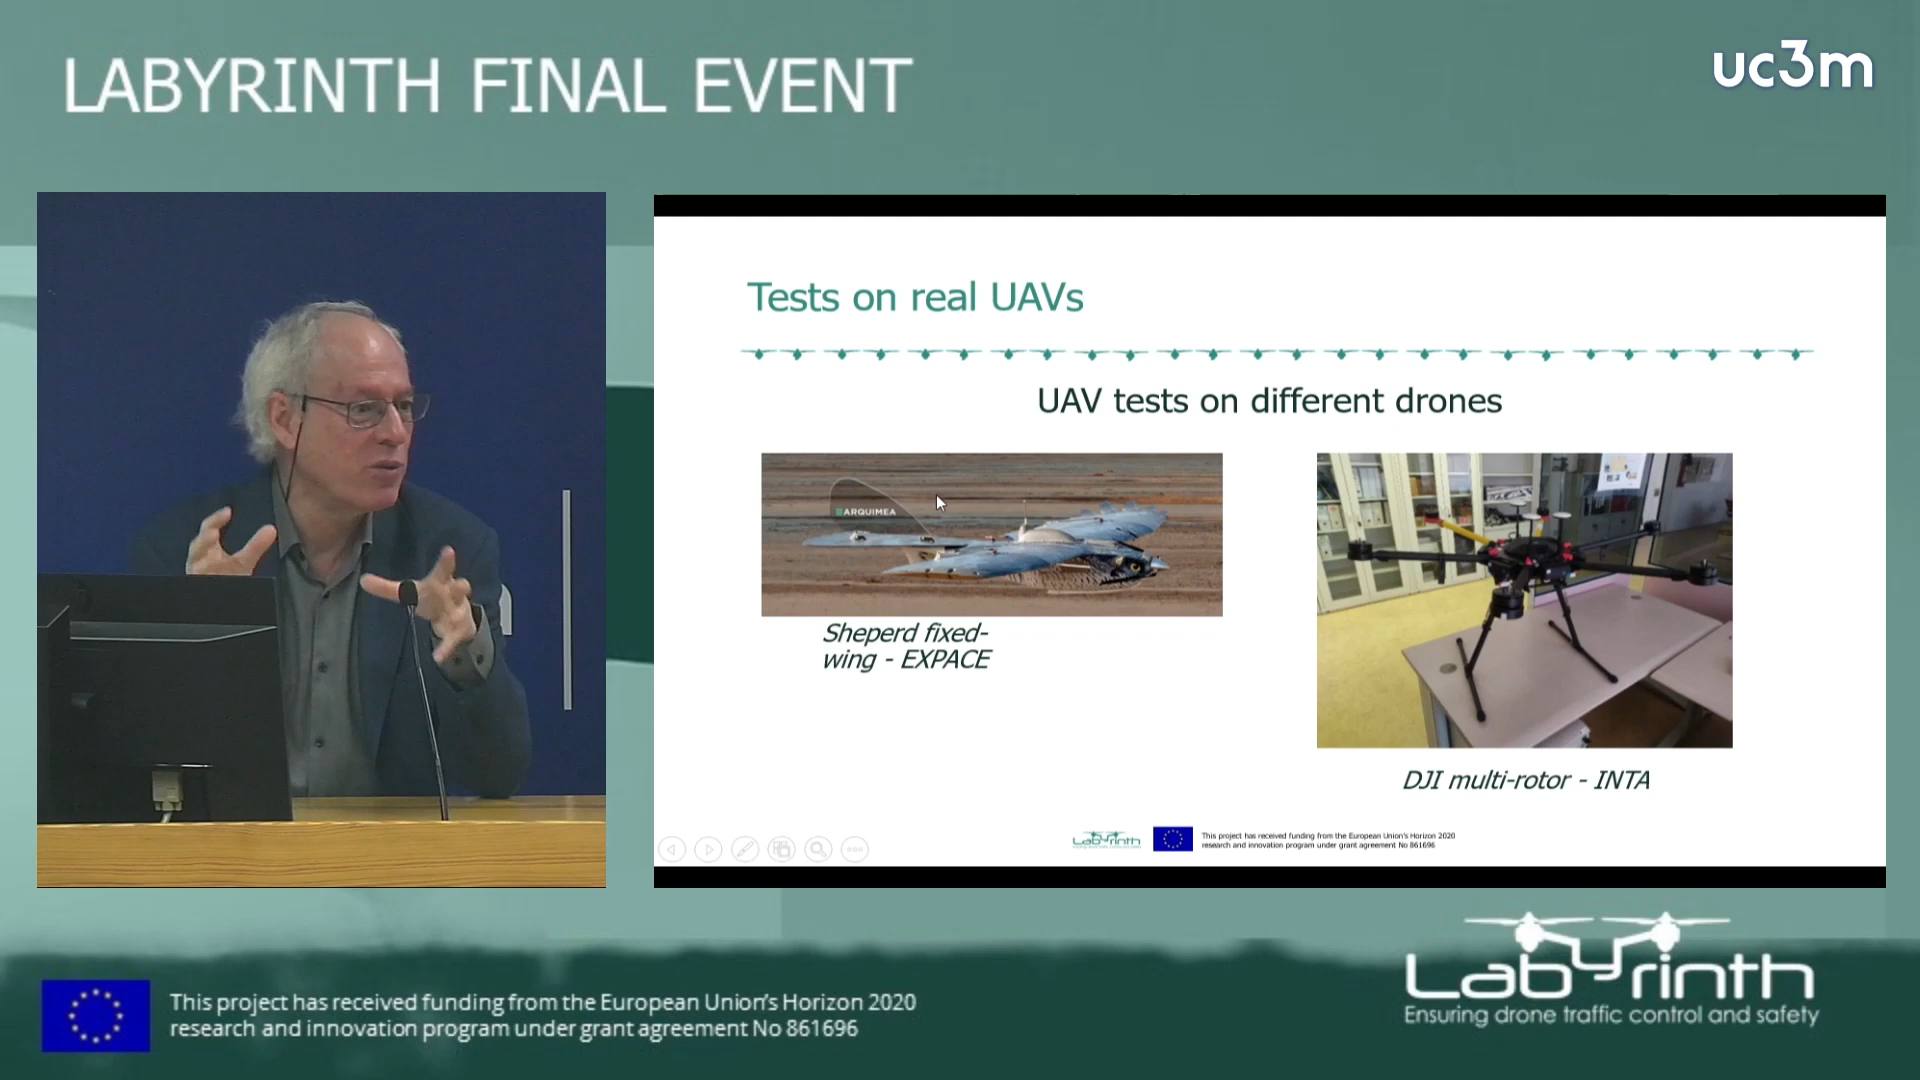 LABYRINTH FINAL EVENT
uc3m
Tests on real UAVs
UAV tests on different drones
ARQUIMEA
Sheperd fixed-
wing - EXPACE
DJI multi-rotor - INTA
Labyrinth
This project has received funding from the European Union's Horizon 2020
research and innovation program under grant agreement No 861696
This project has received funding from the European Union's Horizon 2020
research and innovation program under grant agreement No 861696
Labyrinth
Ensuring drone traffic control and safety